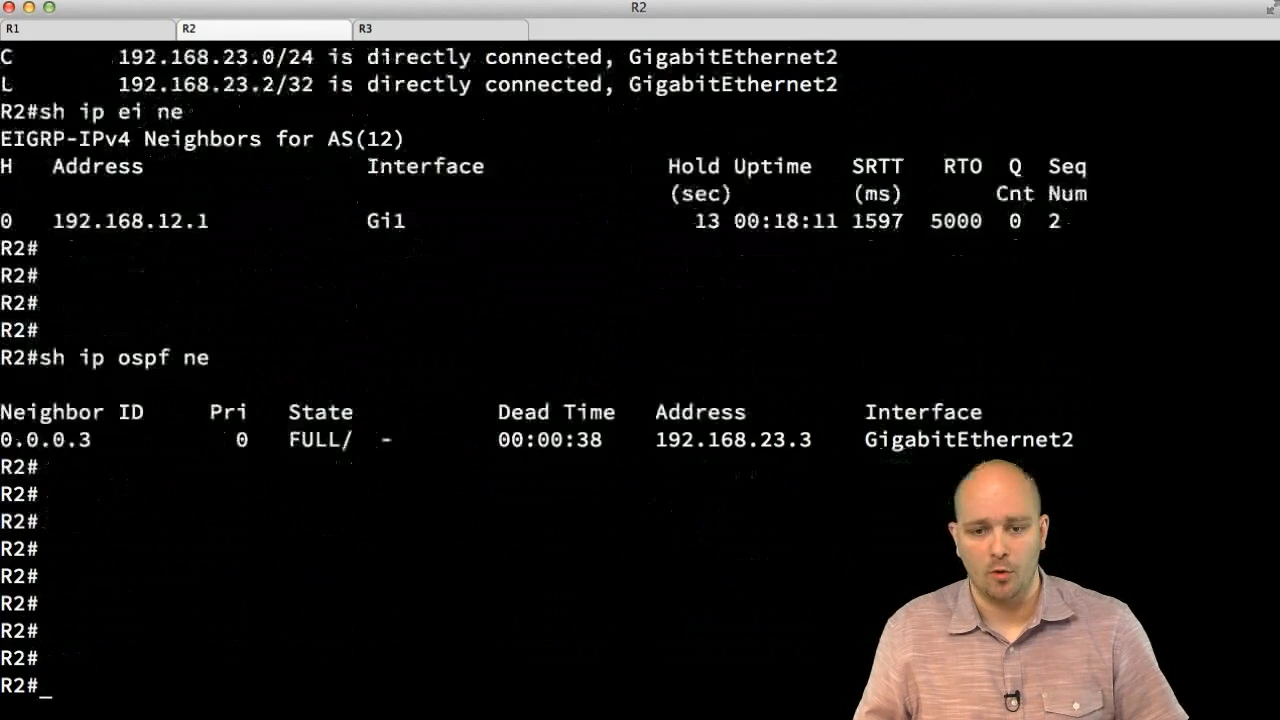 R2
R1 R2 R3
C 192.168.23.0/24 is directly connected, GigabitEthernet2
L 192.168.23.2/32 is directly connected, GigabitEthernet2
R2#sh ip ei ne
EIGRP-IPv4 Neighbors for AS(12)
H Address Interface Hold Uptime SRTT RTO Q Seq
(sec) (ms) Cnt Num
0 192.168.12.1 Gi1 13 00:18:11 1597 5000 0 2
R2#
R2#
R2#
R2#
R2#sh ip ospf ne
Neighbor ID Pri State Dead Time Address Interface
0.0.0.3 0 FULL/ - 00:00:38 192.168.23.3 GigabitEthernet2
R2#
R2#
R2#
R2#
R2#
R2#
R2#
R2#
R2#_